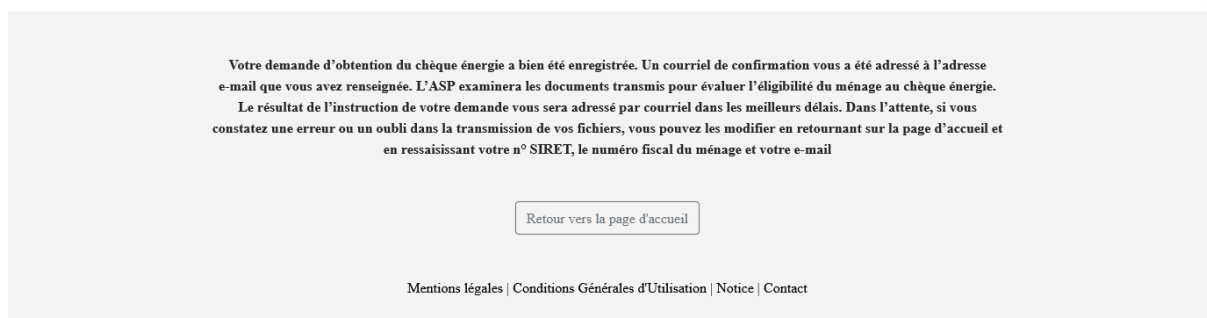 Votre demande d’obtention du chèque énergie a bien été enregistrée. Un courriel de confirmation vous a été adressé à l’adresse
e-mail que vous avez renseignée. L’ASP examinera les documents transmis pour évaluer l’éligibilité du ménage au chèque énergie.
Le résultat de l’instruction de votre demande vous sera adressé par courriel dans les meilleurs délais. Dans l’attente, si vous
constatez une erreur ou un oubli dans la transmission de vos fichiers, vous pouvez les modifier en retournant sur la page d’accueil et
en ressaisissant votre n° SIRET, le numéro fiscal du ménage et votre e-mail
Retour vers la page d'accueil
Mentions légales | Conditions Générales d'Utilisation | Notice | Contact